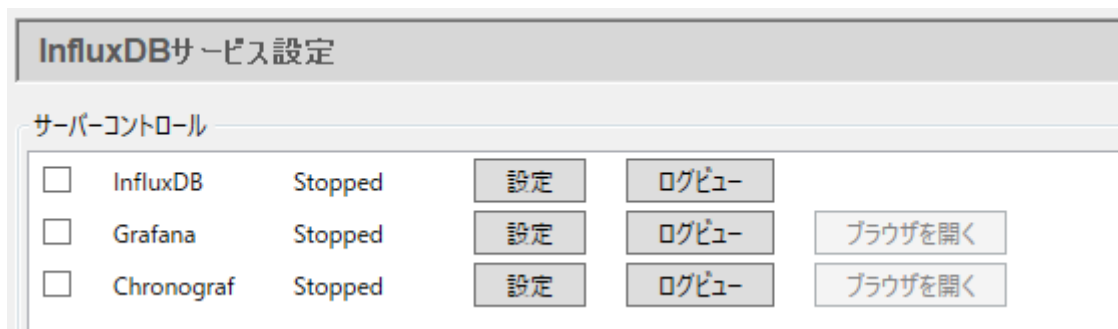 InfluxDBサービス設定
サーバーコントロール
InfluxDB Stopped 設定 ログビュー
Grafana Stopped 設定 ログビュー ブラウザを開く
Chronograf Stopped 設定 ログビュー ブラウザを開く